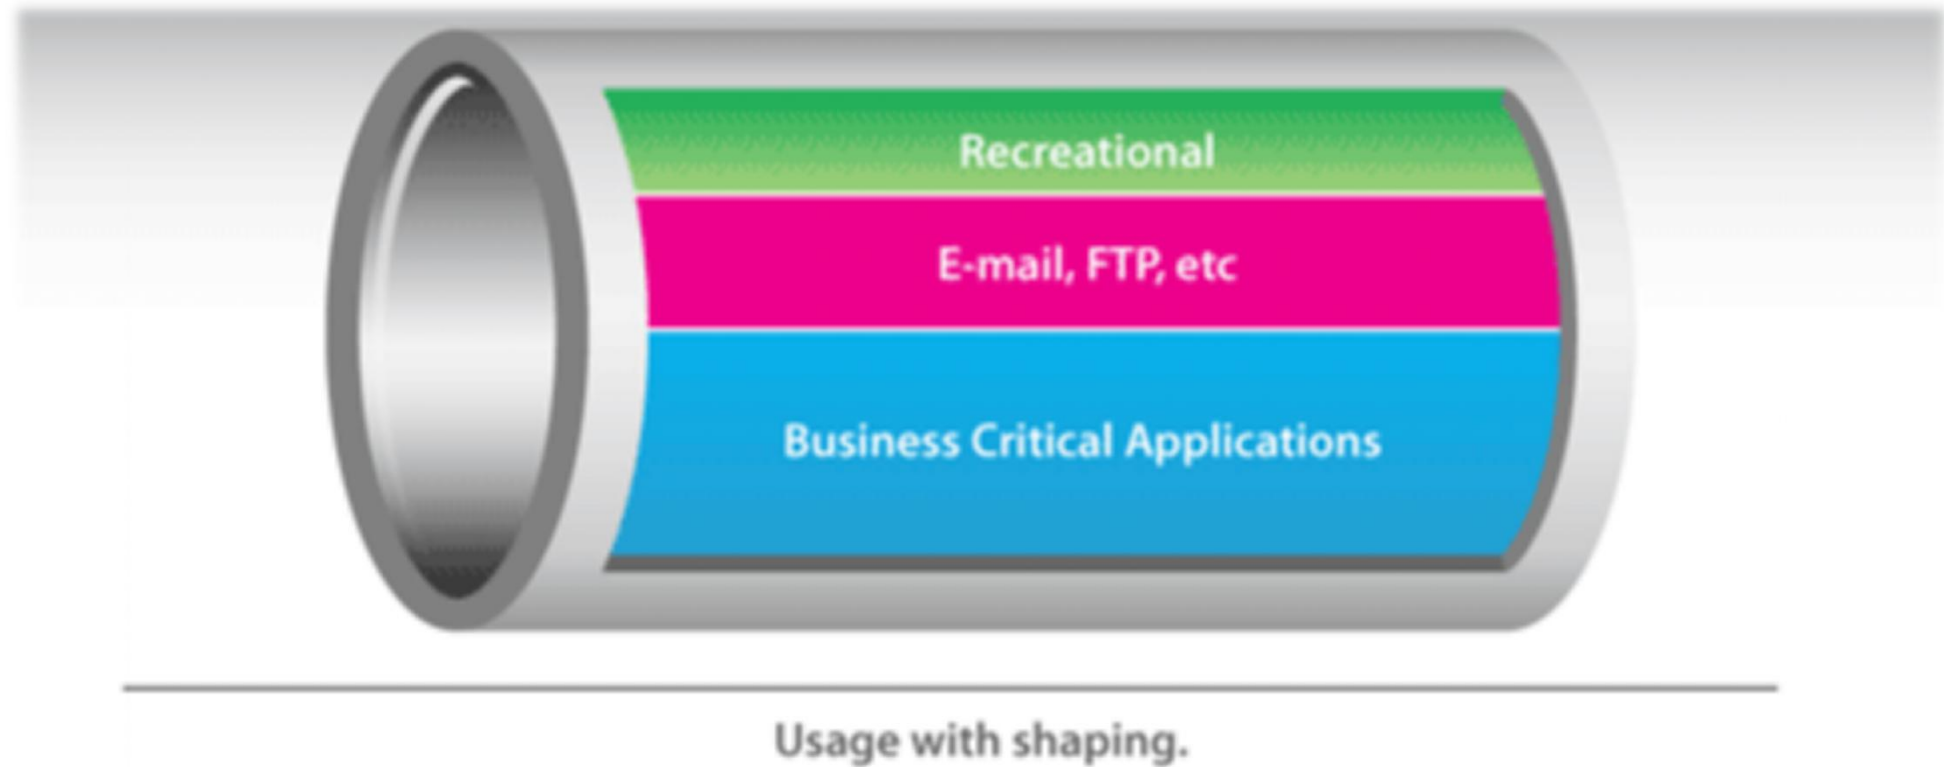 Recreational
E-mail, FTP, etc
Business Critical Applications
Usage with shaping.